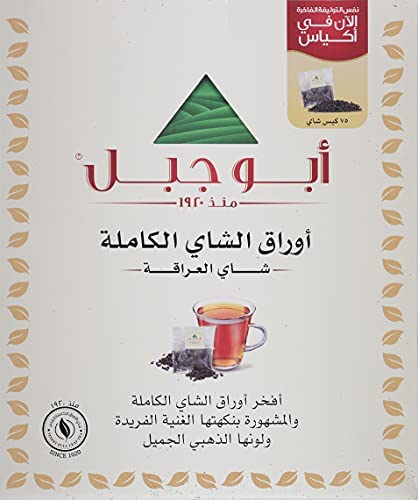 نفس التوليفة الفاخرة
الآن في
أكياس
٧٥ كيس شاي
أبو جبل
منذ ١٩٢٠
أوراق الشاي الكاملة
شاي العراقة
أفخر أوراق الشاي الكاملة
والمشهورة بنكهتها الغنية الفريدة
ولونها الذهبي الجميل
منذ ١٩٢٠
SINCE 1920